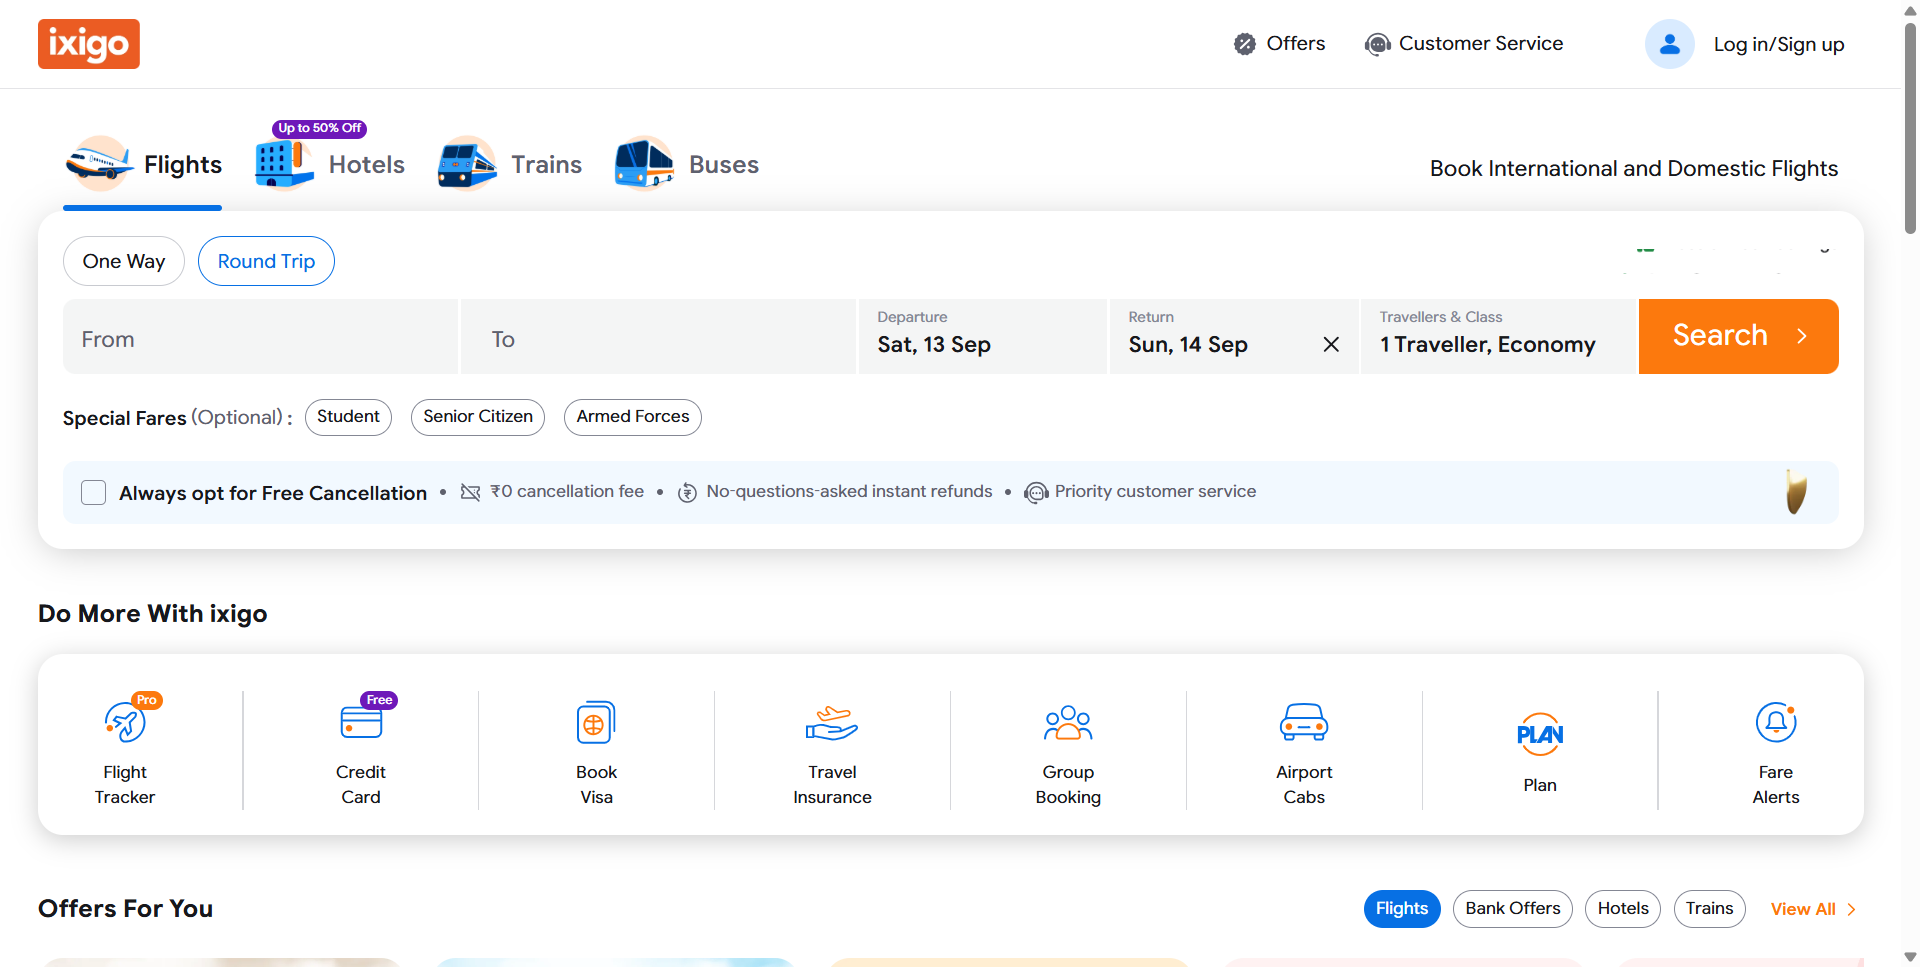 ixigo
Offers
Customer Service
Log in/Sign up
Flights
Up to 50% Off
Hotels
Trains
Buses
Book International and Domestic Flights
One Way
Round Trip
From
To
Departure
Sat, 13 Sep
Return
Sun, 14 Sep
Travellers & Class
1 Traveller, Economy
Search
Special Fares (Optional) :
Student
Senior Citizen
Armed Forces
Always opt for Free Cancellation • ₹0 cancellation fee • No-questions-asked instant refunds • Priority customer service
Do More With ixigo
Pro
Flight
Tracker
Free
Credit
Card
Book
Visa
Travel
Insurance
Group
Booking
Airport
Cabs
PLAN
Plan
Fare
Alerts
Offers For You
Flights
Bank Offers
Hotels
Trains
View All